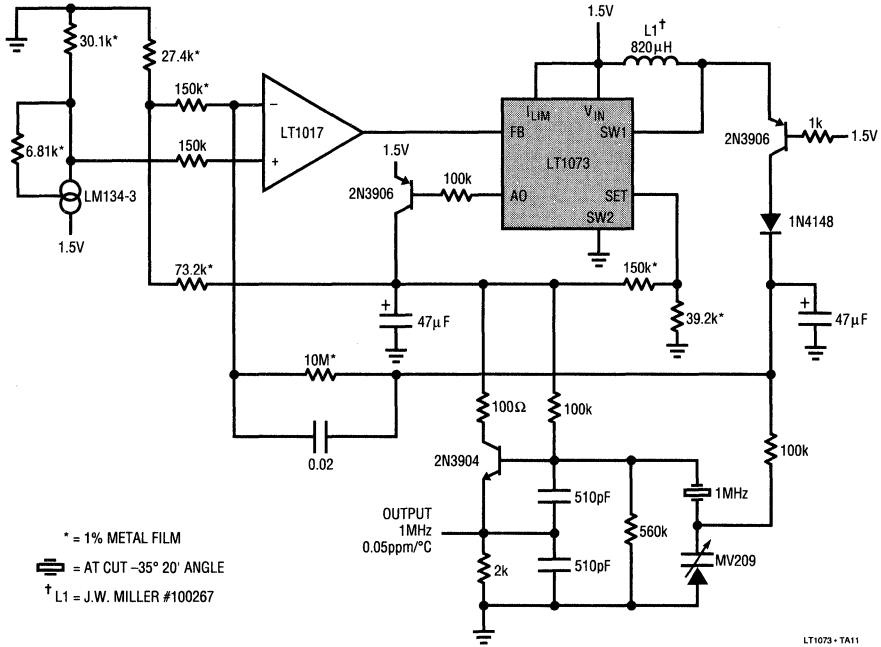 1.5V
L1†
820µH
30.1k*
27.4k*
150k*
LT1017
ILIM
VIN
FB
SW1
LT1073
2N3906
1k
1.5V
6.81k*
150k
1.5V
LM134-3
2N3906
100k
AO
SET
SW2
1N4148
1.5V
73.2k*
150k*
47µF
39.2k*
47µF
10M*
100Ω
100k
0.02
2N3904
100k
510pF
1MHz
OUTPUT
1MHz
0.05ppm/°C
560k
* = 1% METAL FILM
510pF
MV209
2k
= AT CUT –35° 20' ANGLE
† L1 = J.W. MILLER #100267
LT1073 • TA11